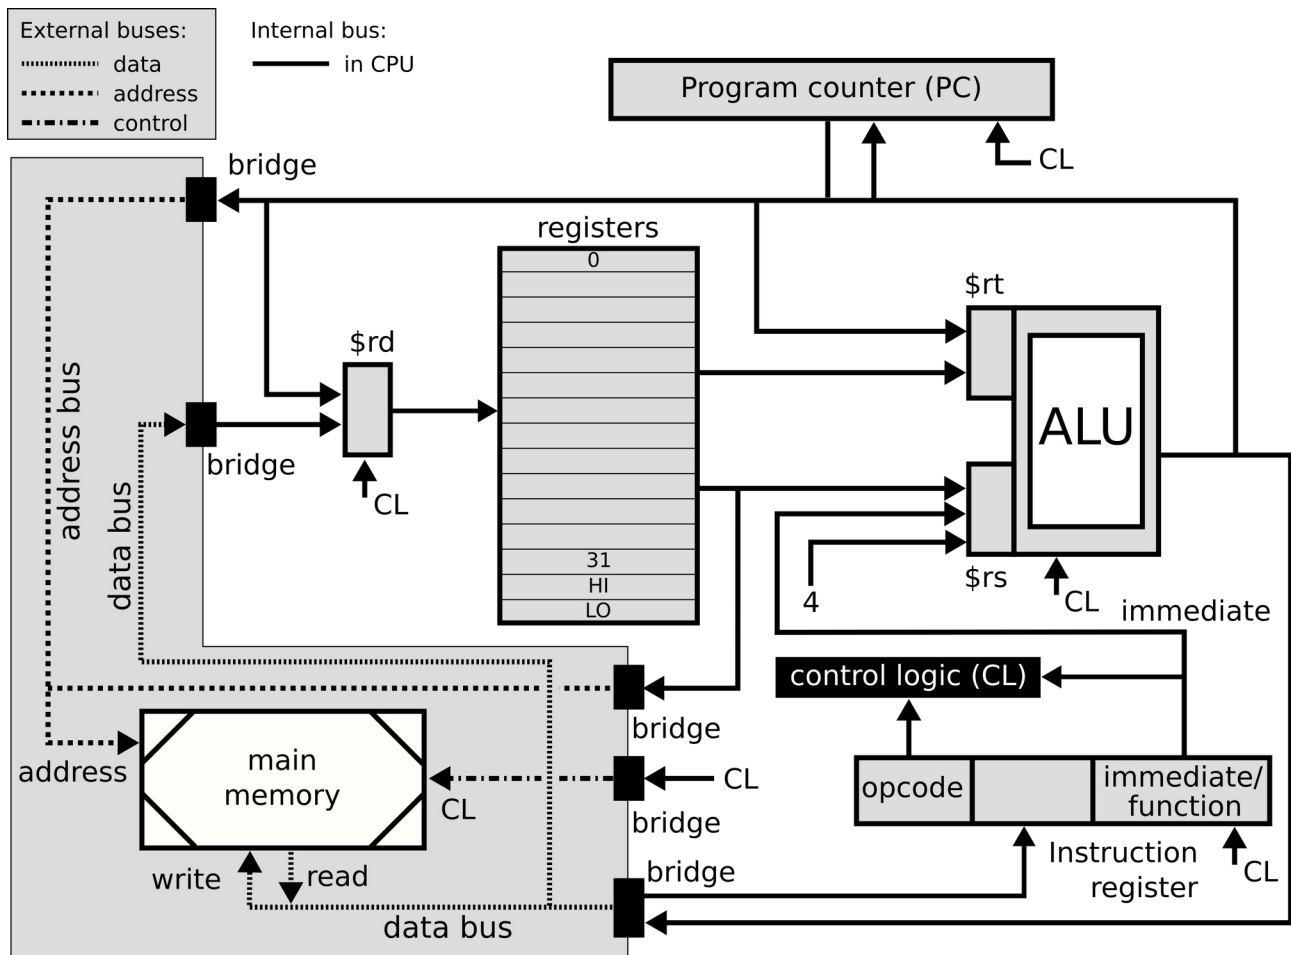 External buses:
data
address
control
Internal bus:
in CPU
Program counter (PC)
CL
bridge
registers
0
31
HI
LO
$rd
CL
bridge
address bus
data bus
$rt
ALU
$rs
CL
4
immediate
control logic (CL)
opcode
immediate/
function
Instruction
register
CL
bridge
CL
bridge
bridge
address
main
memory
CL
write
read
data bus